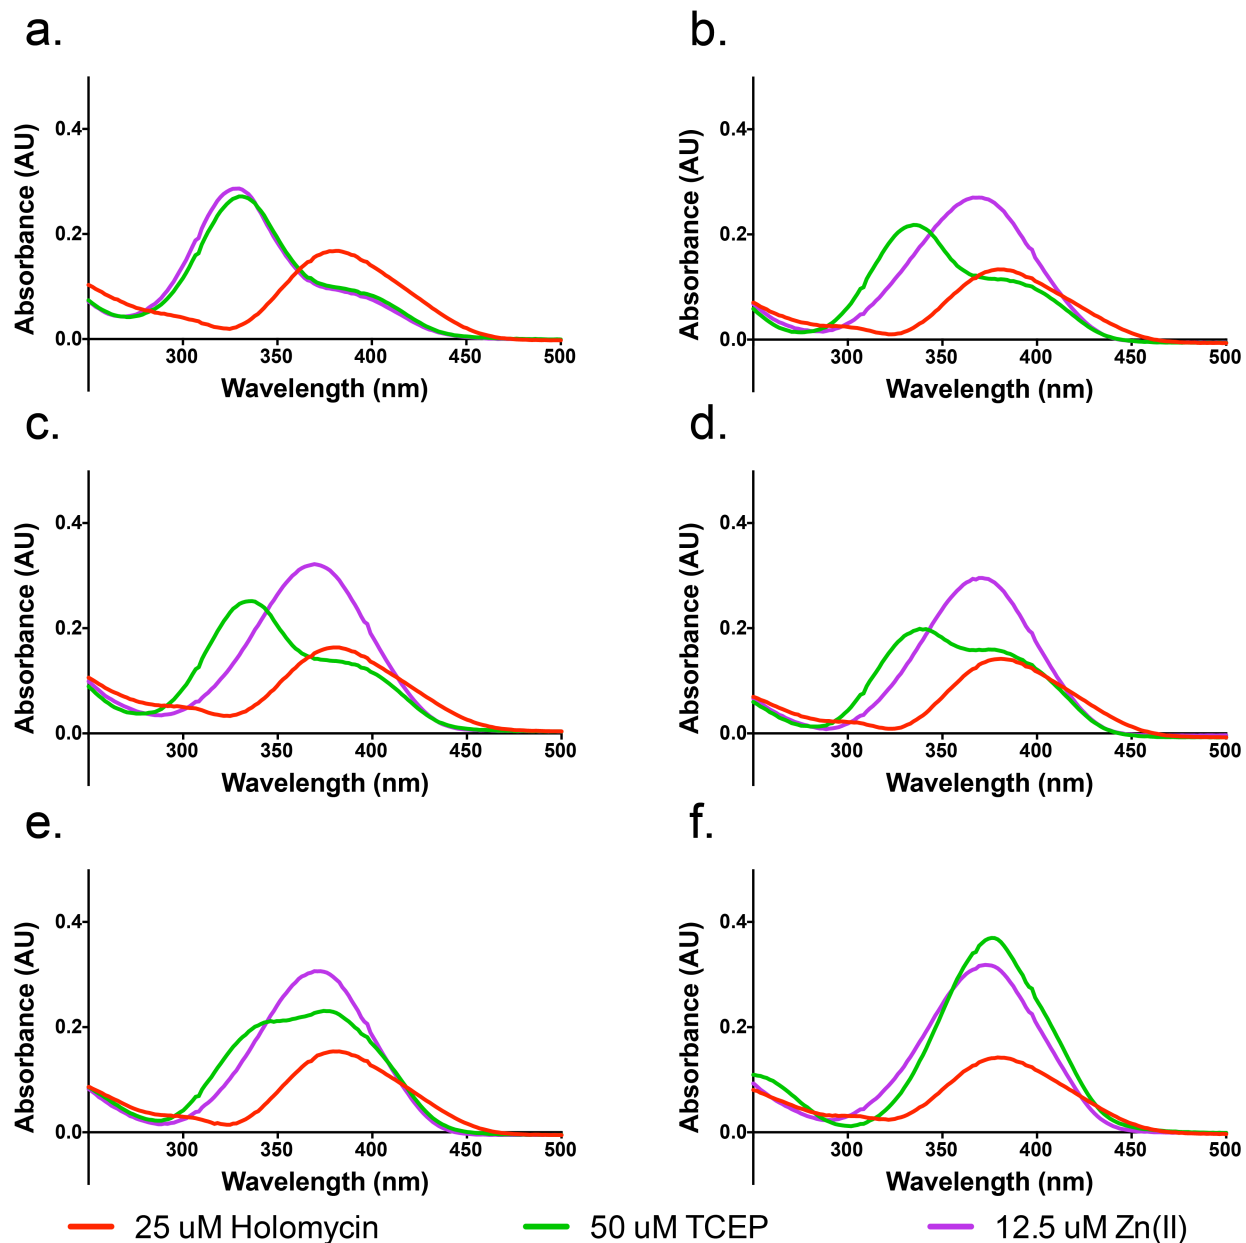 a.
b.
Absorbance (AU)
0.4
0.2
0.0
300 350 400 450 500
Wavelength (nm)
Absorbance (AU)
0.4
0.2
0.0
300 350 400 450 500
Wavelength (nm)
c.
d.
Absorbance (AU)
0.4
0.2
0.0
300 350 400 450 500
Wavelength (nm)
Absorbance (AU)
0.4
0.2
0.0
300 350 400 450 500
Wavelength (nm)
e.
f.
Absorbance (AU)
0.4
0.2
0.0
300 350 400 450 500
Wavelength (nm)
Absorbance (AU)
0.4
0.2
0.0
300 350 400 450 500
Wavelength (nm)
25 uM Holomycin 50 uM TCEP 12.5 uM Zn(II)